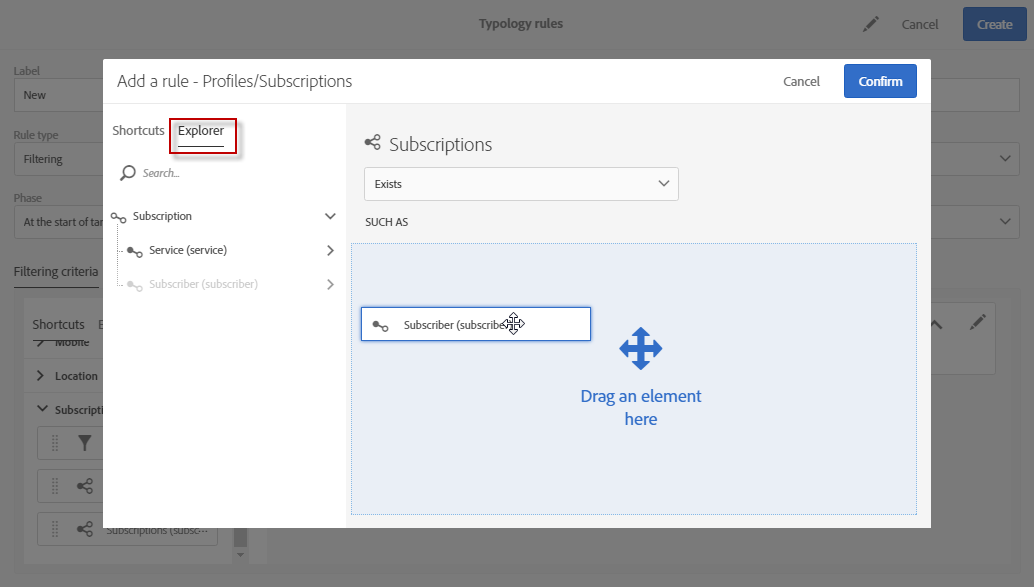 Typology rules
Cancel
Create
Label
New
Rule type
Filtering
Phase
At the start of tar
Filtering criteria
Shortcuts E
Mobile
Location
Subscripti
Subscriptions (subsc···
Add a rule - Profiles/Subscriptions
Cancel
Confirm
Shortcuts
Explorer
Search...
Subscription
Service (service)
Subscriber (subscriber)
Subscriptions
Exists
SUCH AS
Subscriber (subscribe
Drag an element
here